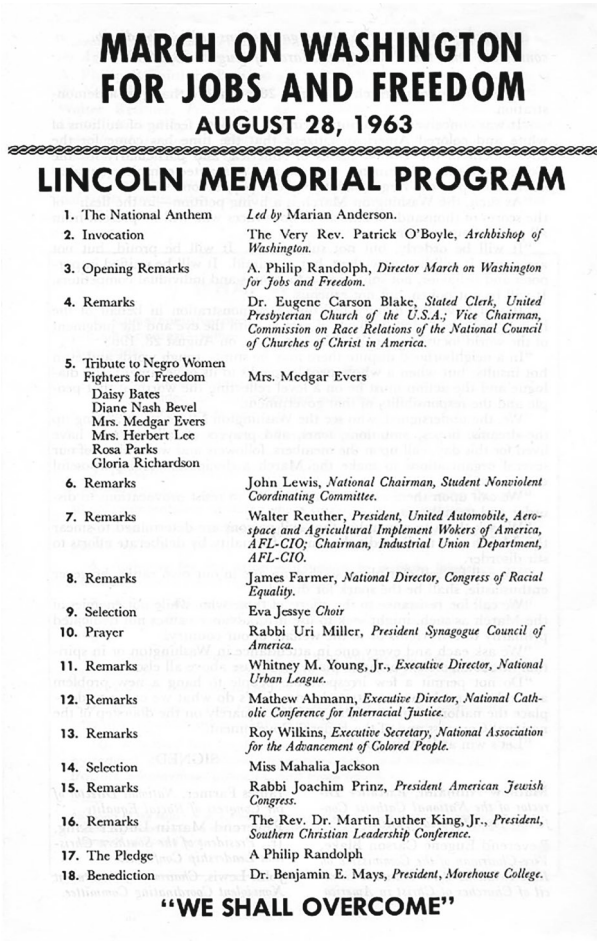 MARCH ON WASHINGTON
FOR JOBS AND FREEDOM
AUGUST 28, 1963
LINCOLN MEMORIAL PROGRAM
1. The National Anthem Led by Marian Anderson.
2. Invocation The Very Rev. Patrick O'Boyle, Archbishop of
Washington.
3. Opening Remarks A. Philip Randolph, Director March on Washington
for Jobs and Freedom.
4. Remarks Dr. Eugene Carson Blake, Stated Clerk, United
Presbyterian Church of the U.S.A.; Vice Chairman,
Commission on Race Relations of the National Council
of Churches of Christ in America.
5. Tribute to Negro Women
Fighters for Freedom Mrs. Medgar Evers
Daisy Bates
Diane Nash Bevel
Mrs. Medgar Evers
Mrs. Herbert Lee
Rosa Parks
Gloria Richardson
6. Remarks John Lewis, National Chairman, Student Nonviolent
Coordinating Committee.
7. Remarks Walter Reuther, President, United Automobile, Aero-
space and Agricultural Implement Wokers of America,
AFL-CIO; Chairman, Industrial Union Department,
AFL-CIO.
8. Remarks James Farmer, National Director, Congress of Racial
Equality.
9. Selection Eva Jessye Choir
10. Prayer Rabbi Uri Miller, President Synagogue Council of
America.
11. Remarks Whitney M. Young, Jr., Executive Director, National
Urban League.
12. Remarks Mathew Ahmann, Executive Director, National Cath-
olic Conference for Interracial Justice.
13. Remarks Roy Wilkins, Executive Secretary, National Association
for the Advancement of Colored People.
14. Selection Miss Mahalia Jackson
15. Remarks Rabbi Joachim Prinz, President American Jewish
Congress.
16. Remarks The Rev. Dr. Martin Luther King, Jr., President,
Southern Christian Leadership Conference.
17. The Pledge A Philip Randolph
18. Benediction Dr. Benjamin E. Mays, President, Morehouse College.
"WE SHALL OVERCOME"